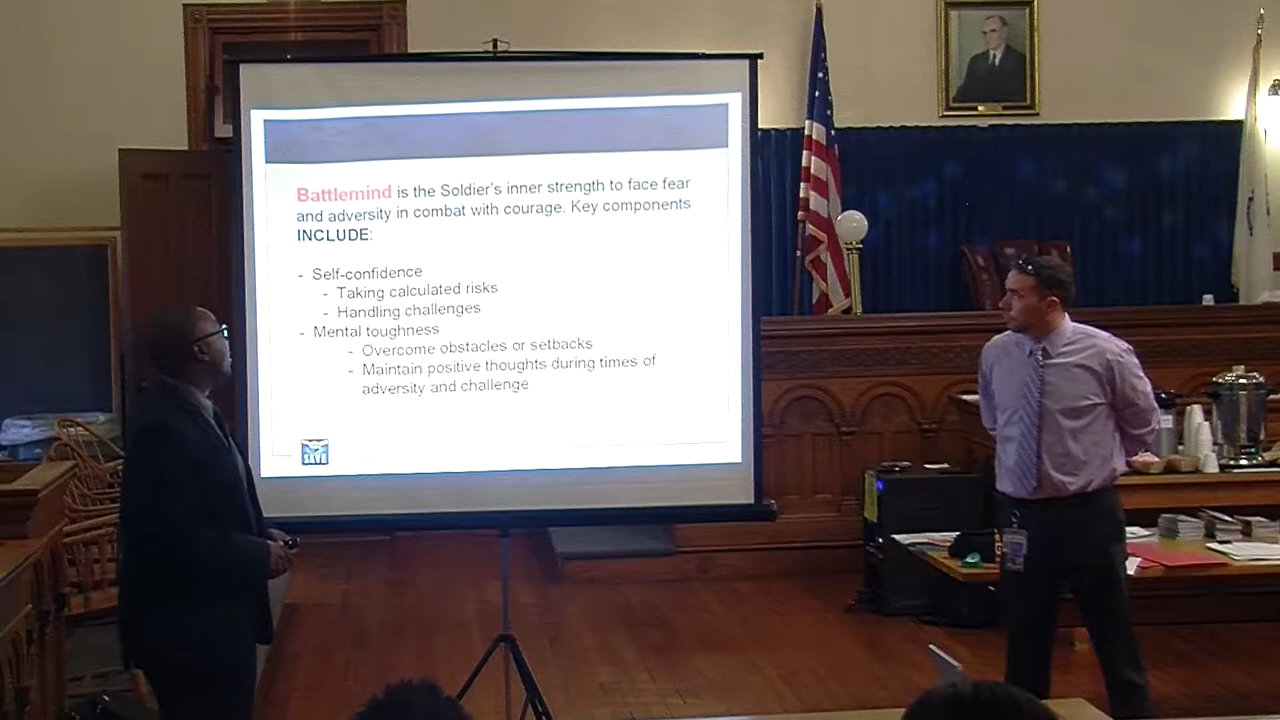 Battlemind is the Soldier's inner strength to face fear
and adversity in combat with courage. Key components
INCLUDE:
- Self-confidence
- Taking calculated risks
- Handling challenges
- Mental toughness
- Overcome obstacles or setbacks
- Maintain positive thoughts during times of
adversity and challenge
SAVE